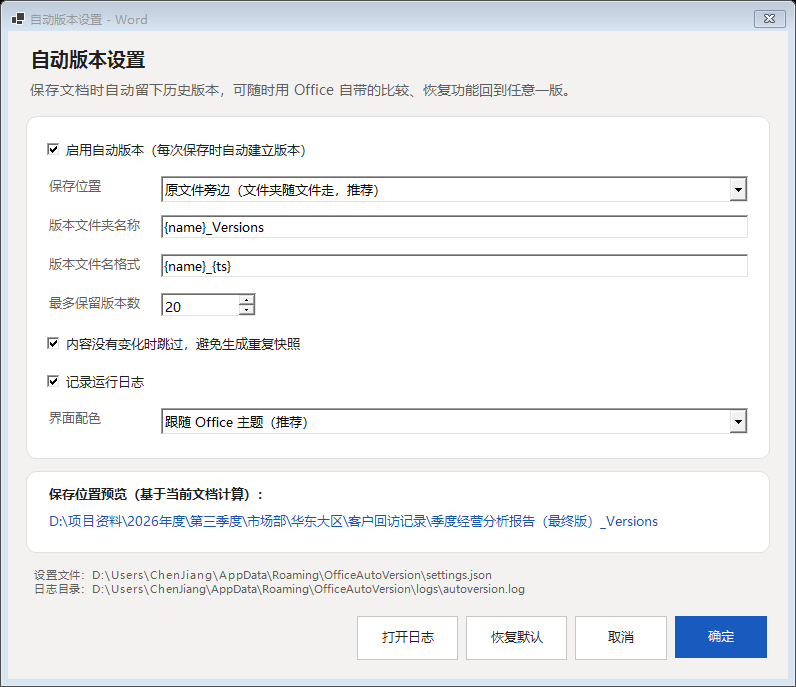 自动版本设置 - Word
自动版本设置
保存文档时自动留下历史版本，可随时用 Office 自带的比较、恢复功能回到任意一版。
启用自动版本（每次保存时自动建立版本）
保存位置 原文件旁边（文件夹随文件走，推荐）
版本文件夹名称 {name}_Versions
版本文件名格式 {name}_{ts}
最多保留版本数 20
内容没有变化时跳过，避免生成重复快照
记录运行日志
界面配色 跟随 Office 主题（推荐）
保存位置预览（基于当前文档计算）：
D:\项目资料\2026年度\第三季度\市场部\华东大区\客户回访记录\季度经营分析报告（最终版）_Versions
设置文件：D:\Users\ChenJiang\AppData\Roaming\OfficeAutoVersion\settings.json
日志目录：D:\Users\ChenJiang\AppData\Roaming\OfficeAutoVersion\logs\autoversion.log
打开日志 恢复默认 取消 确定